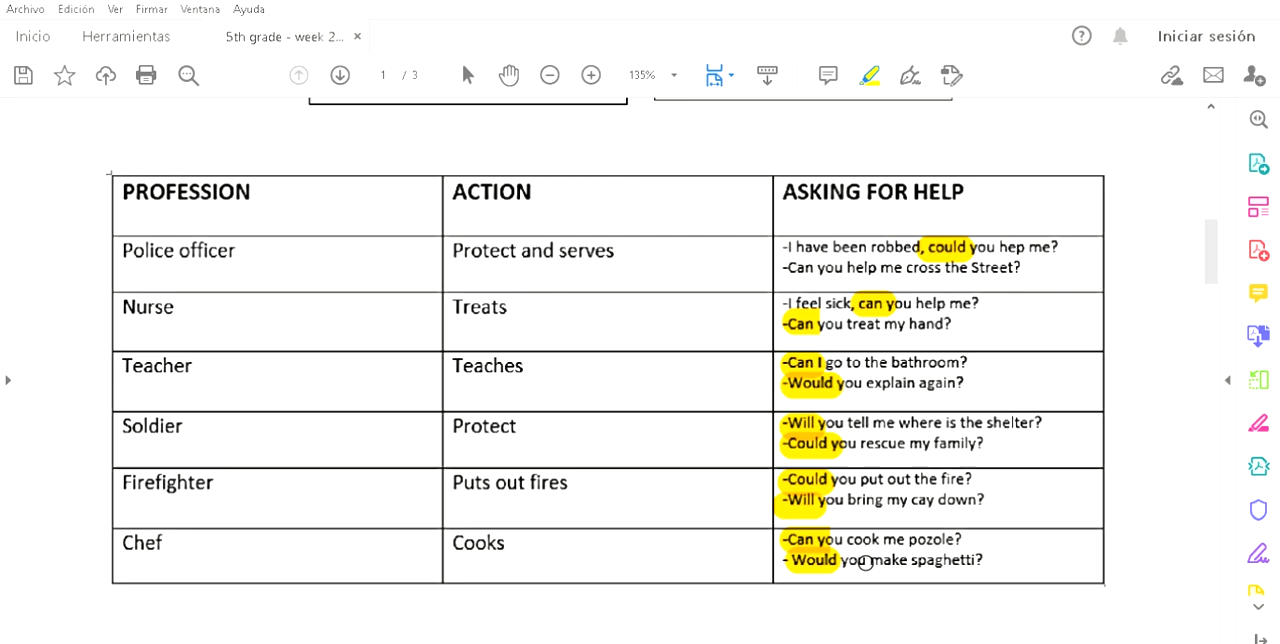 Archivo Edición Ver Firmar Ventana Ayuda
Inicio Herramientas 5th grade - week 2... × Iniciar sesión
1 / 3 135%
PROFESSION ACTION ASKING FOR HELP
Police officer Protect and serves -I have been robbed, could you hep me?
-Can you help me cross the Street?
Nurse Treats -I feel sick, can you help me?
-Can you treat my hand?
Teacher Teaches -Can I go to the bathroom?
-Would you explain again?
Soldier Protect -Will you tell me where is the shelter?
-Could you rescue my family?
Firefighter Puts out fires -Could you put out the fire?
-Will you bring my cay down?
Chef Cooks -Can you cook me pozole?
- Would you make spaghetti?